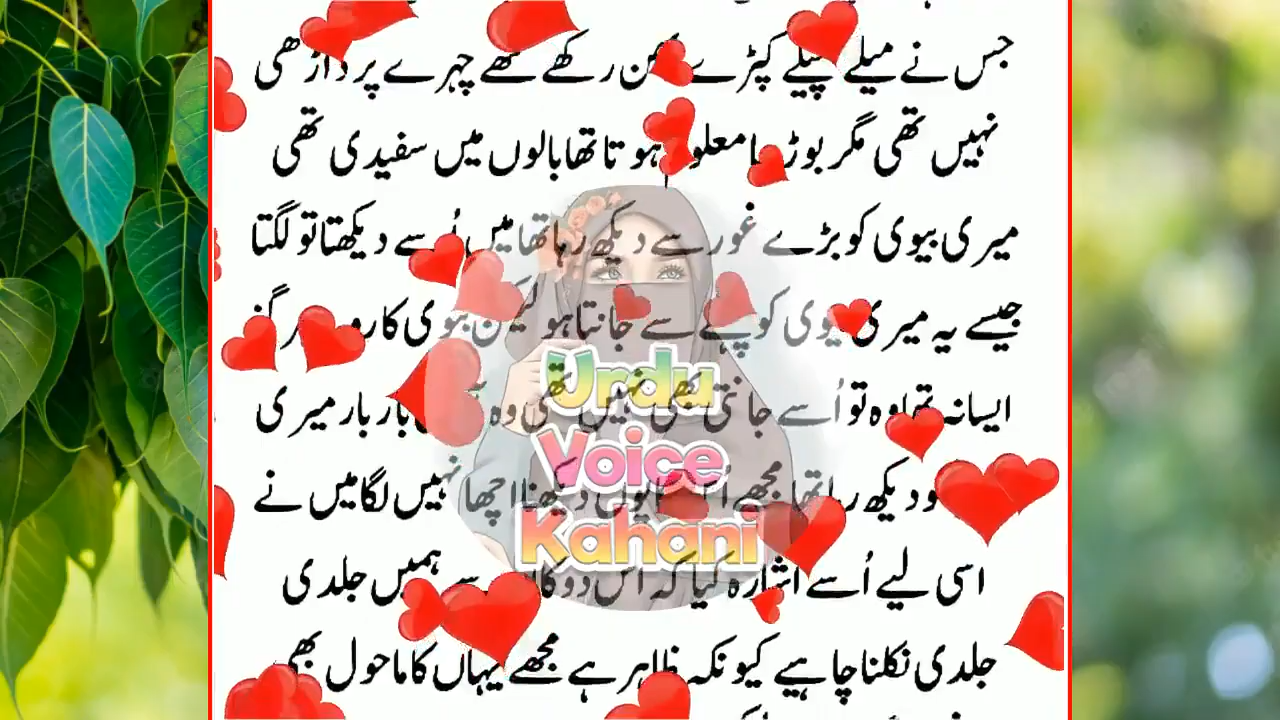 جس نے میلے کپڑے رکھے تھے چہرے پر داڑھی
نہیں تھی مگر بوڑھا معلوم ہوتا تھا بالوں میں سفیدی تھی
میری بیوی کو بڑے غور سے دیکھ رہا تھا میں اُسے دیکھتا تو لگتا
جیسے یہ میری بیوی کو پہلے سے جانتا ہو لیکن بیوی کا
ایسا نہ تھا وہ تو اُسے جانتی بھی نہیں تھی وہ بار بار میری
دیکھ رہا تھا مجھے اُس کا یوں دیکھنا اچھا نہیں لگا میں نے
اسی لیے اُسے اشارہ کیا کہ اس دوکان سے ہمیں جلدی
جلدی نکلنا چاہیے کیونکہ ظاہر ہے مجھے یہاں کا ماحول بھی
Urdu
Voice
Kahani